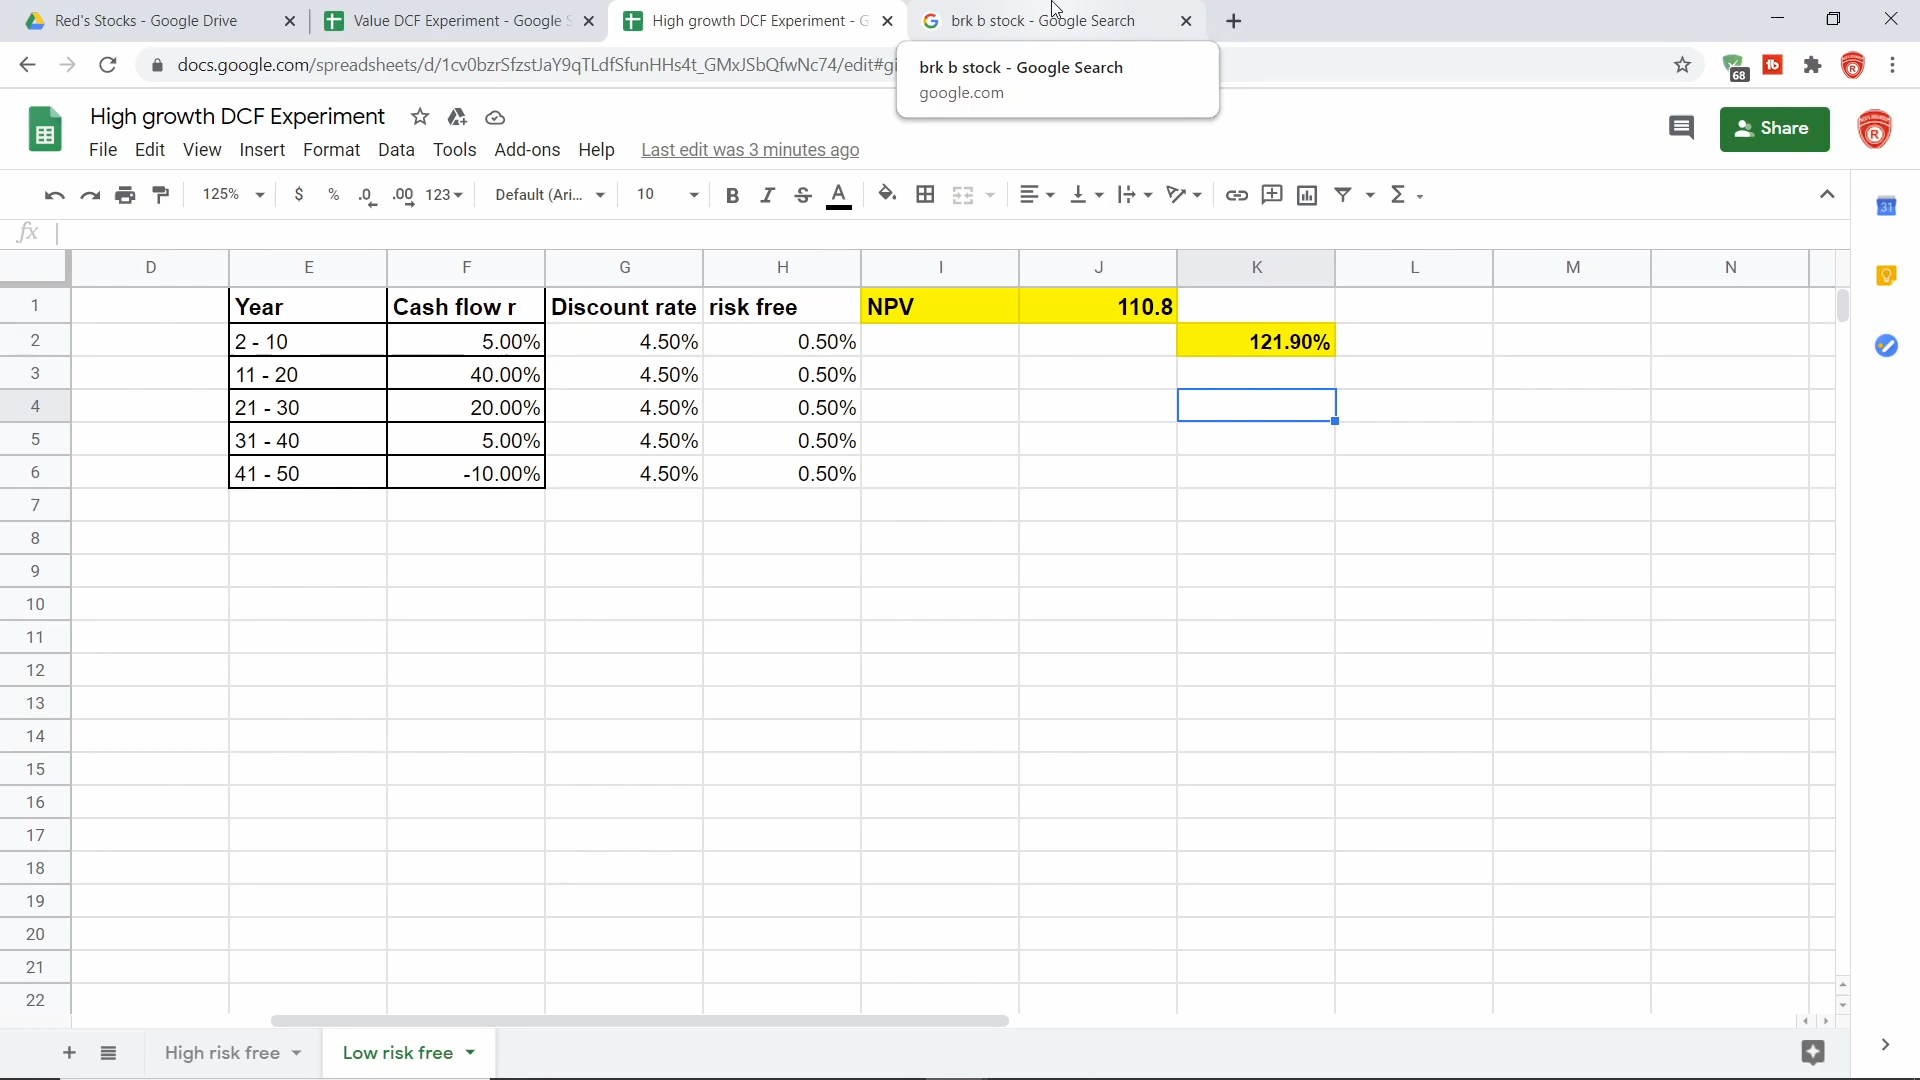 Red's Stocks - Google Drive
Value DCF Experiment - Google S
High growth DCF Experiment - G
brk b stock - Google Search
docs.google.com/spreadsheets/d/1cv0bzrSfzstJaY9qTLdfSfunHHs4t_GMxJSbQfwNc74/edit#gi
68
brk b stock - Google Search
google.com
High growth DCF Experiment
Share
File Edit View Insert Format Data Tools Add-ons Help Last edit was 3 minutes ago
125% $ % .0 .00 123 Default (Ari... 10 B I S A Σ
31
fx
D E F G H I J K L M N
1 Year Cash flow r Discount rate risk free NPV 110.8
2 2 - 10 5.00% 4.50% 0.50% 121.90%
3 11 - 20 40.00% 4.50% 0.50%
4 21 - 30 20.00% 4.50% 0.50%
5 31 - 40 5.00% 4.50% 0.50%
6 41 - 50 -10.00% 4.50% 0.50%
7
8
9
10
11
12
13
14
15
16
17
18
19
20
21
22
High risk free Low risk free